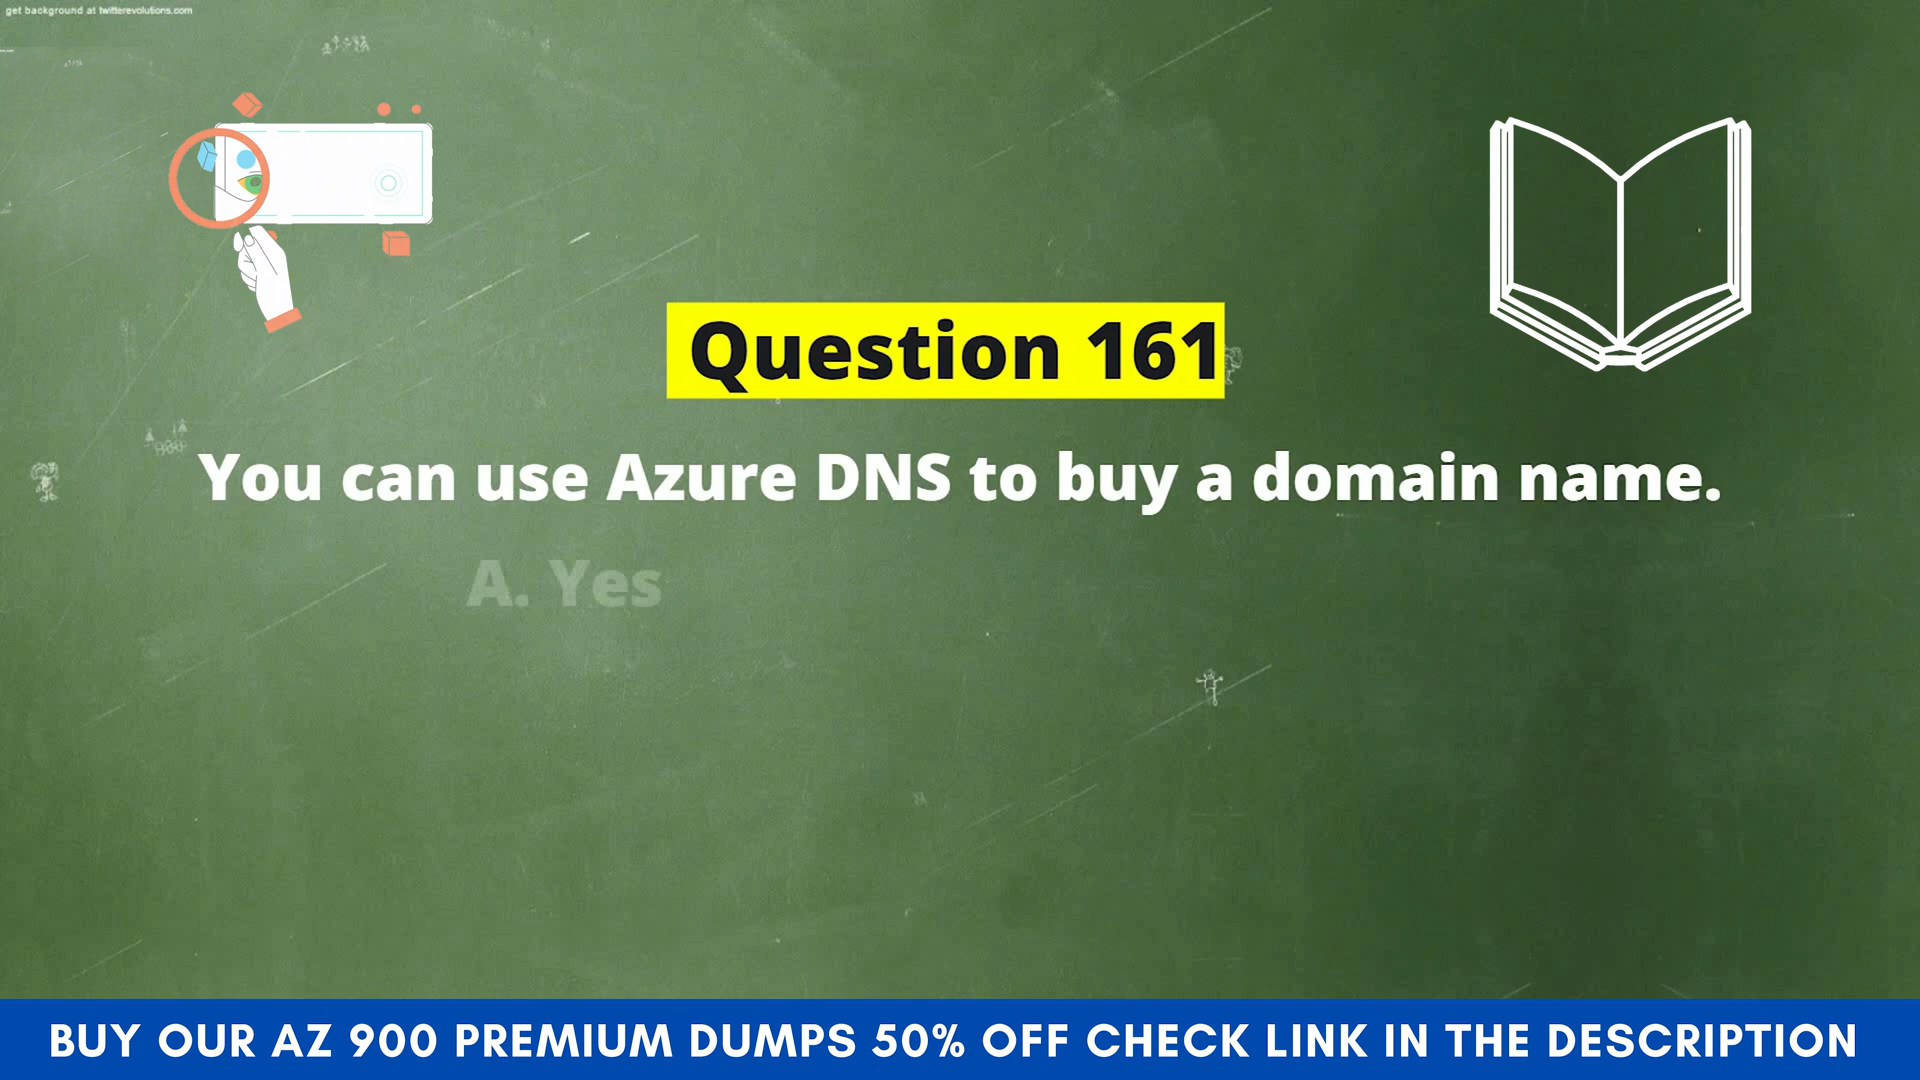 get background at twitterevolutions.com
Question 161
You can use Azure DNS to buy a domain name.
A. Yes
BUY OUR AZ 900 PREMIUM DUMPS 50% OFF CHECK LINK IN THE DESCRIPTION